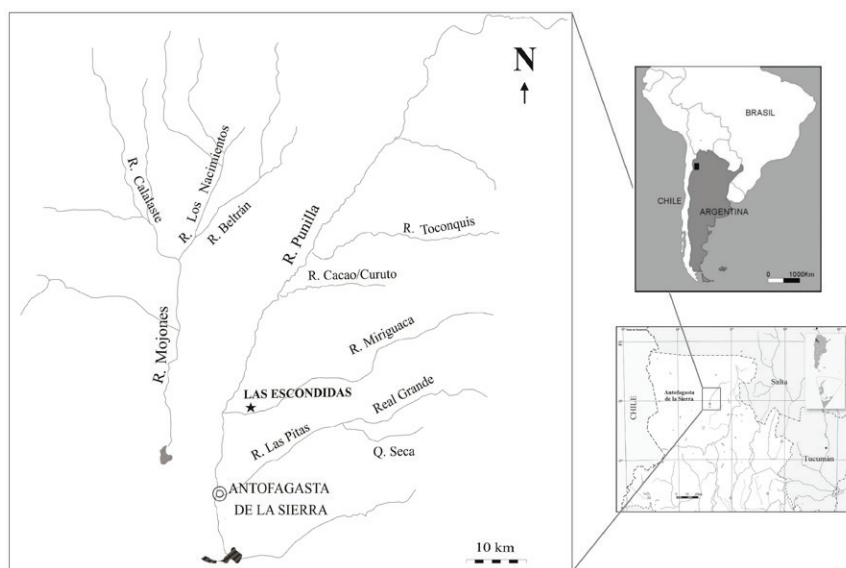 N
R. Calalaste
R. Los Nacimientos
R. Beltrán
R. Punilla
R. Toconquis
R. Cacao/Curuto
R. Mojones
R. Miriguaca
LAS ESCONDIDAS
Real Grande
R. Las Pitas
Q. Seca
ANTOFAGASTA
DE LA SIERRA
10 km
BRASIL
CHILE
ARGENTINA
0 1000Km
Antofagasta
de la Sierra
Salta
CHILE
Tucumán